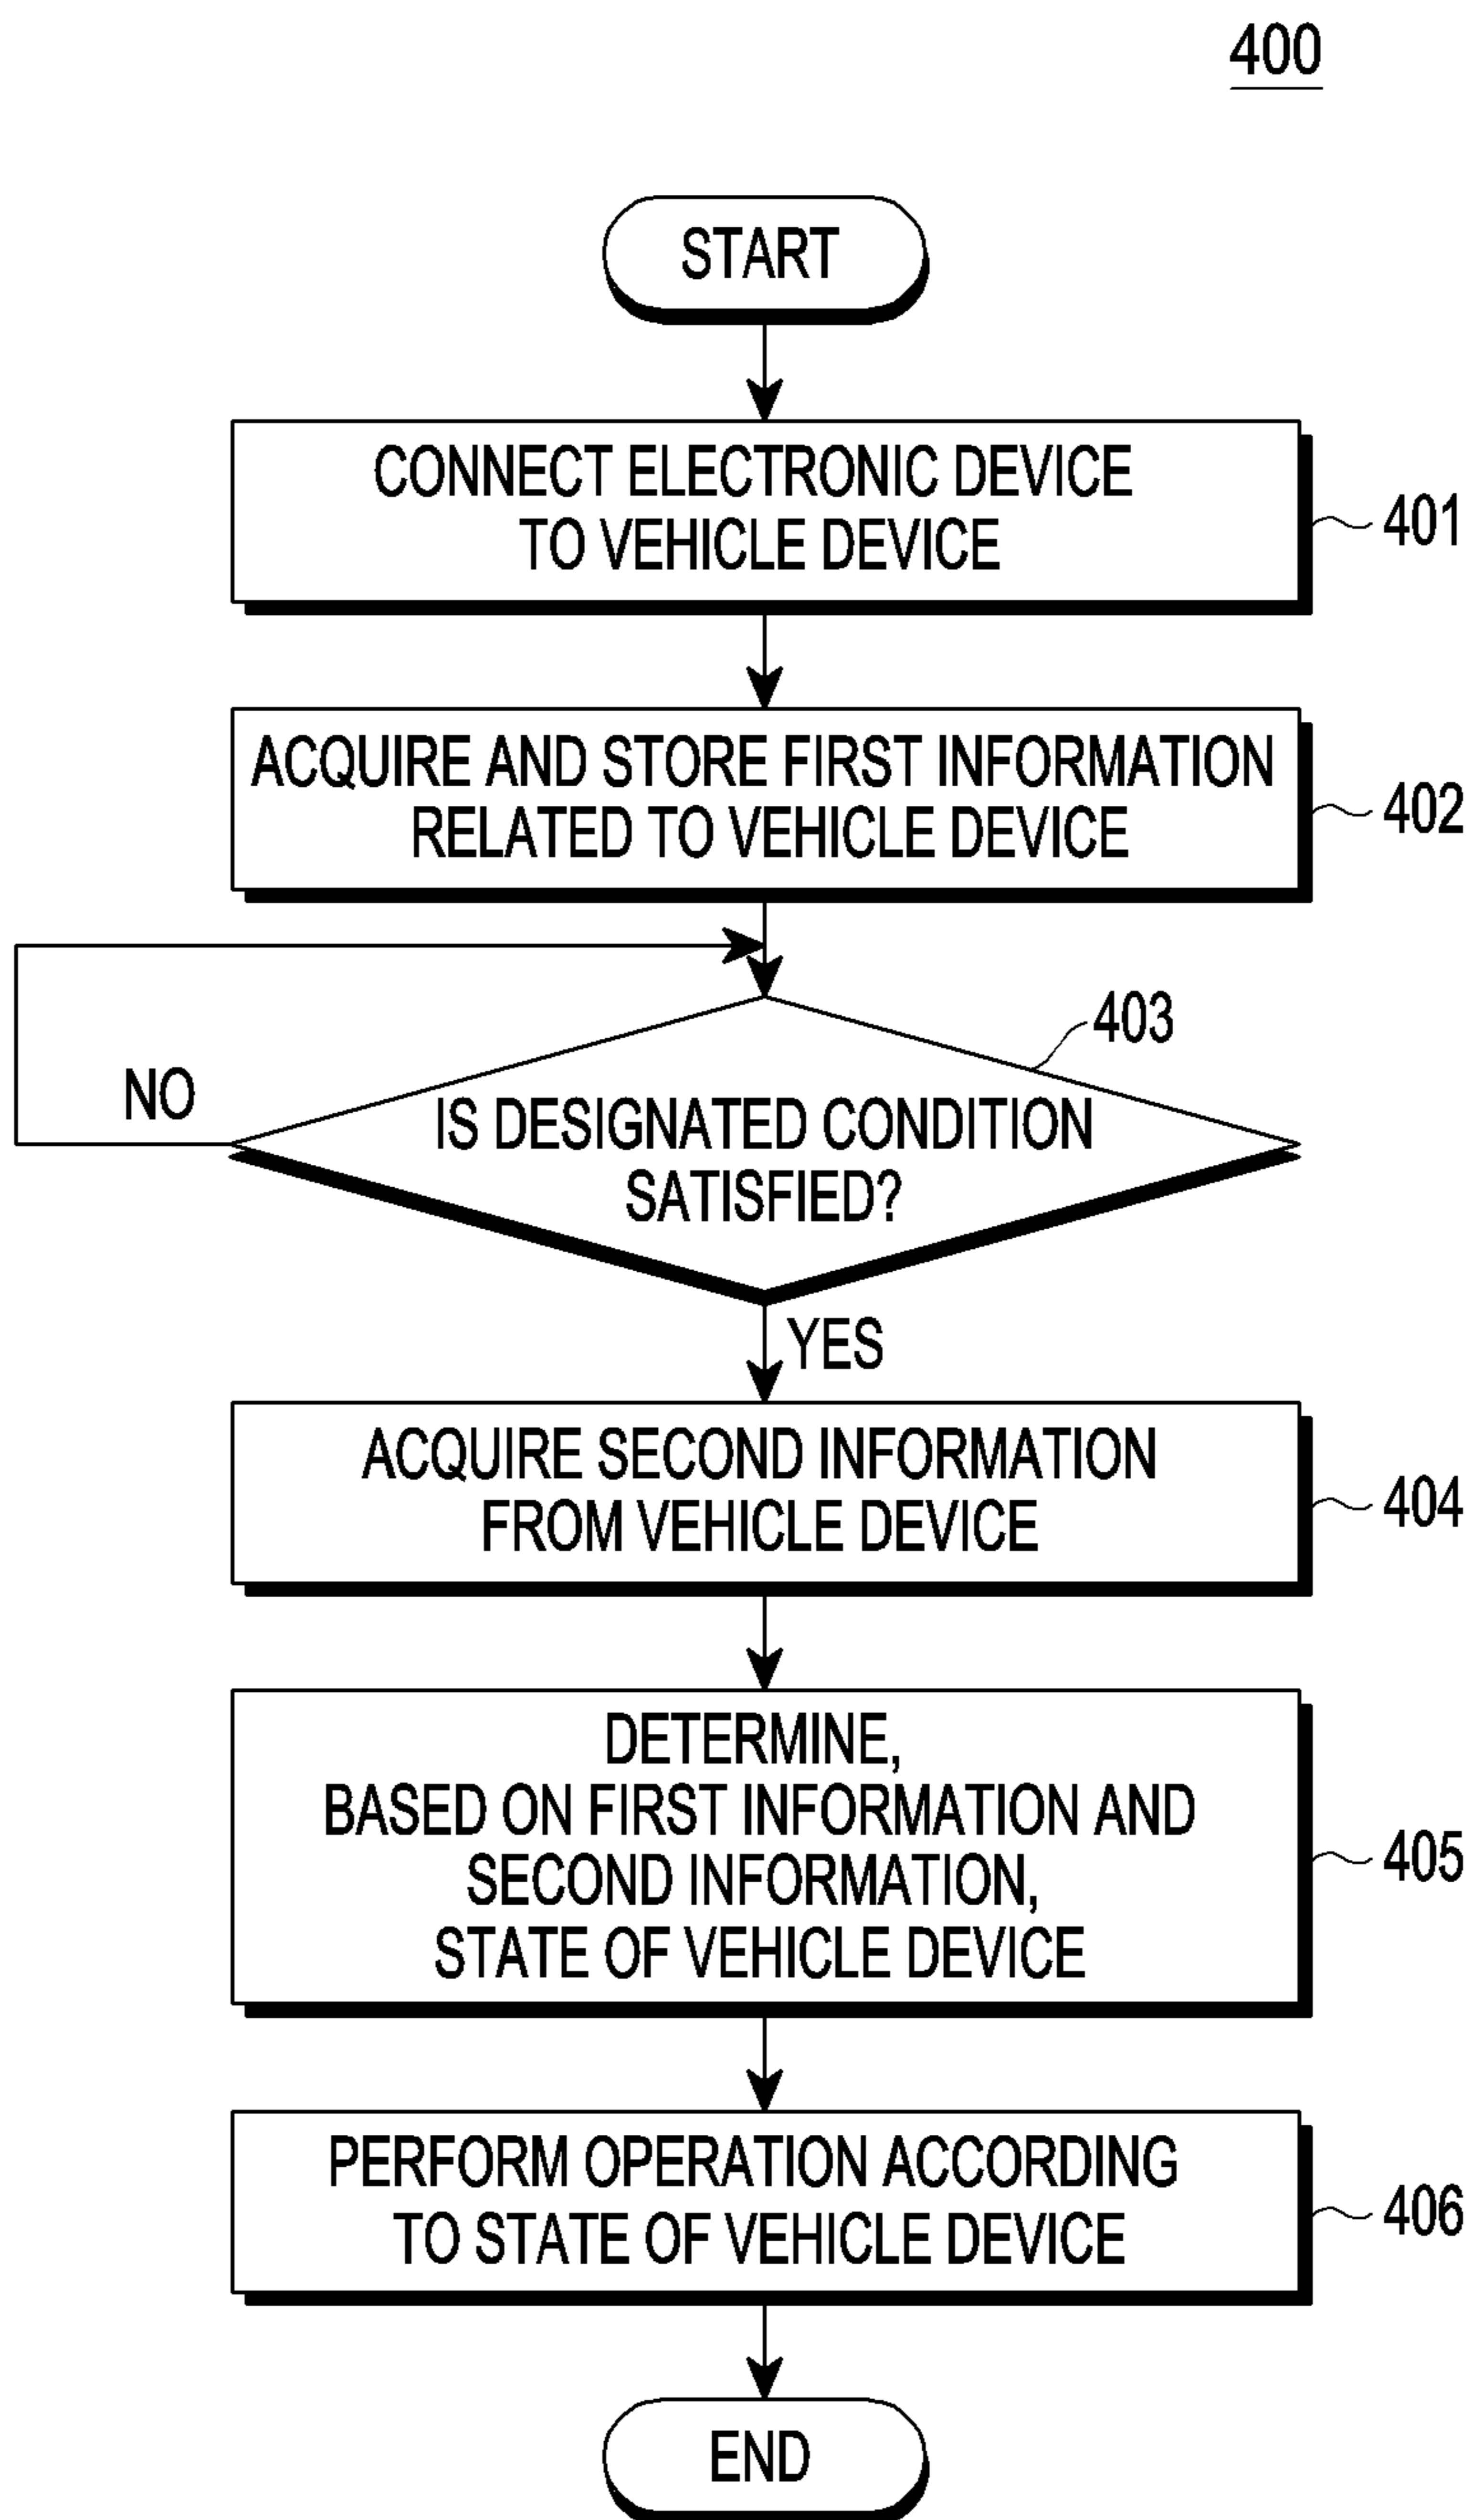 400
START
CONNECT ELECTRONIC DEVICE
TO VEHICLE DEVICE
401
ACQUIRE AND STORE FIRST INFORMATION
RELATED TO VEHICLE DEVICE
402
403
NO
IS DESIGNATED CONDITION
SATISFIED?
YES
ACQUIRE SECOND INFORMATION
FROM VEHICLE DEVICE
404
DETERMINE,
BASED ON FIRST INFORMATION AND
SECOND INFORMATION,
STATE OF VEHICLE DEVICE
405
PERFORM OPERATION ACCORDING
TO STATE OF VEHICLE DEVICE
406
END